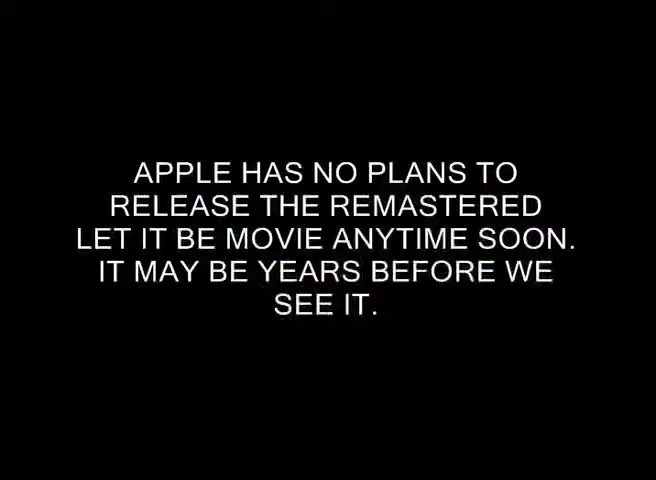 APPLE HAS NO PLANS TO
RELEASE THE REMASTERED
LET IT BE MOVIE ANYTIME SOON.
IT MAY BE YEARS BEFORE WE
SEE IT.